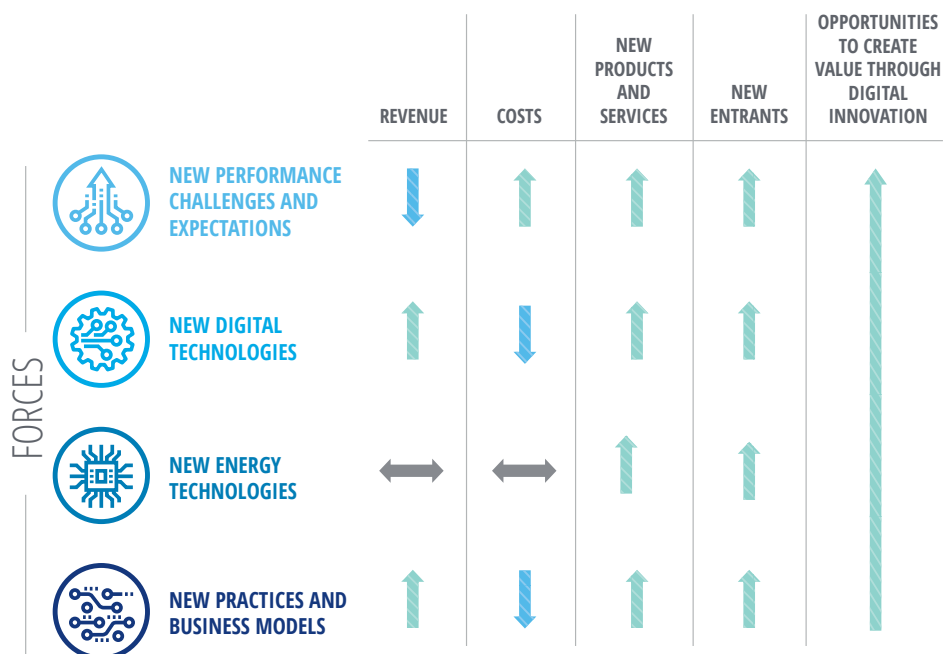 REVENUE
COSTS
NEW
PRODUCTS
AND
SERVICES
NEW
ENTRANTS
OPPORTUNITIES
TO CREATE
VALUE THROUGH
DIGITAL
INNOVATION
FORCES
NEW PERFORMANCE
CHALLENGES AND
EXPECTATIONS
NEW DIGITAL
TECHNOLOGIES
NEW ENERGY
TECHNOLOGIES
NEW PRACTICES AND
BUSINESS MODELS